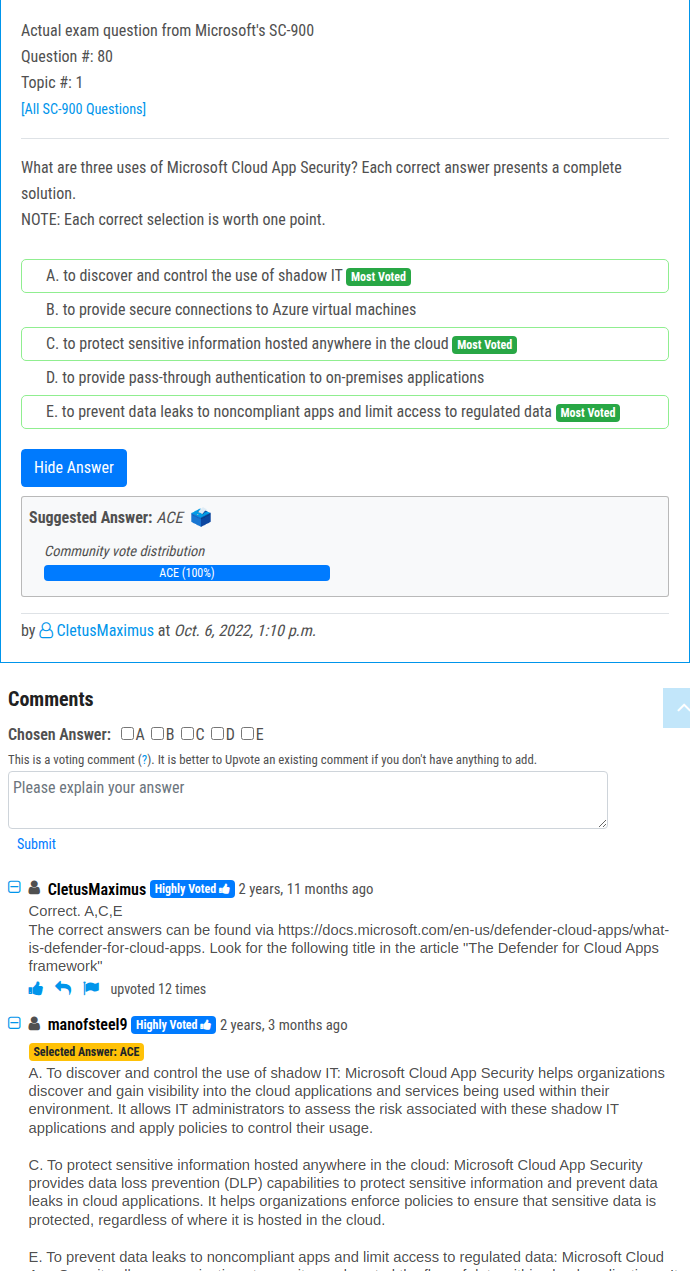 Actual exam question from Microsoft's SC-900
Question #: 80
Topic #: 1
[All SC-900 Questions]
What are three uses of Microsoft Cloud App Security? Each correct answer presents a complete
solution.
NOTE: Each correct selection is worth one point.
A. to discover and control the use of shadow IT Most Voted
B. to provide secure connections to Azure virtual machines
C. to protect sensitive information hosted anywhere in the cloud Most Voted
D. to provide pass-through authentication to on-premises applications
E. to prevent data leaks to noncompliant apps and limit access to regulated data Most Voted
Hide Answer
Suggested Answer: ACE
Community vote distribution
ACE (100%)
by CletusMaximus at Oct. 6, 2022, 1:10 p.m.
Comments
Chosen Answer: A B C D E
This is a voting comment (?). It is better to Upvote an existing comment if you don't have anything to add.
Please explain your answer
Submit
CletusMaximus Highly Voted 2 years, 11 months ago
Correct. A,C,E
The correct answers can be found via https://docs.microsoft.com/en-us/defender-cloud-apps/what-
is-defender-for-cloud-apps. Look for the following title in the article "The Defender for Cloud Apps
framework"
upvoted 12 times
manofsteel9 Highly Voted 2 years, 3 months ago
Selected Answer: ACE
A. To discover and control the use of shadow IT: Microsoft Cloud App Security helps organizations
discover and gain visibility into the cloud applications and services being used within their
environment. It allows IT administrators to assess the risk associated with these shadow IT
applications and apply policies to control their usage.
C. To protect sensitive information hosted anywhere in the cloud: Microsoft Cloud App Security
provides data loss prevention (DLP) capabilities to protect sensitive information and prevent data
leaks in cloud applications. It helps organizations enforce policies to ensure that sensitive data is
protected, regardless of where it is hosted in the cloud.
E. To prevent data leaks to noncompliant apps and limit access to regulated data: Microsoft Cloud